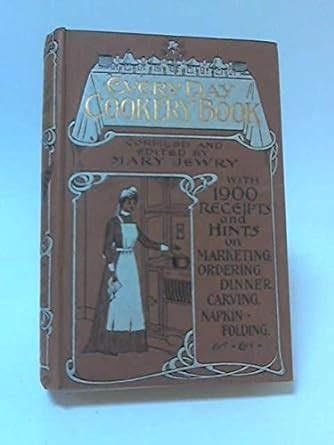 EVERY DAY
COOKERY BOOK
COMPILED AND
EDITED BY
MARY JEWRY
WITH
1900
RECEIPTS
AND
HINTS
ON
MARKETING,
ORDERING
DINNER,
CARVING,
NAPKIN-
FOLDING.